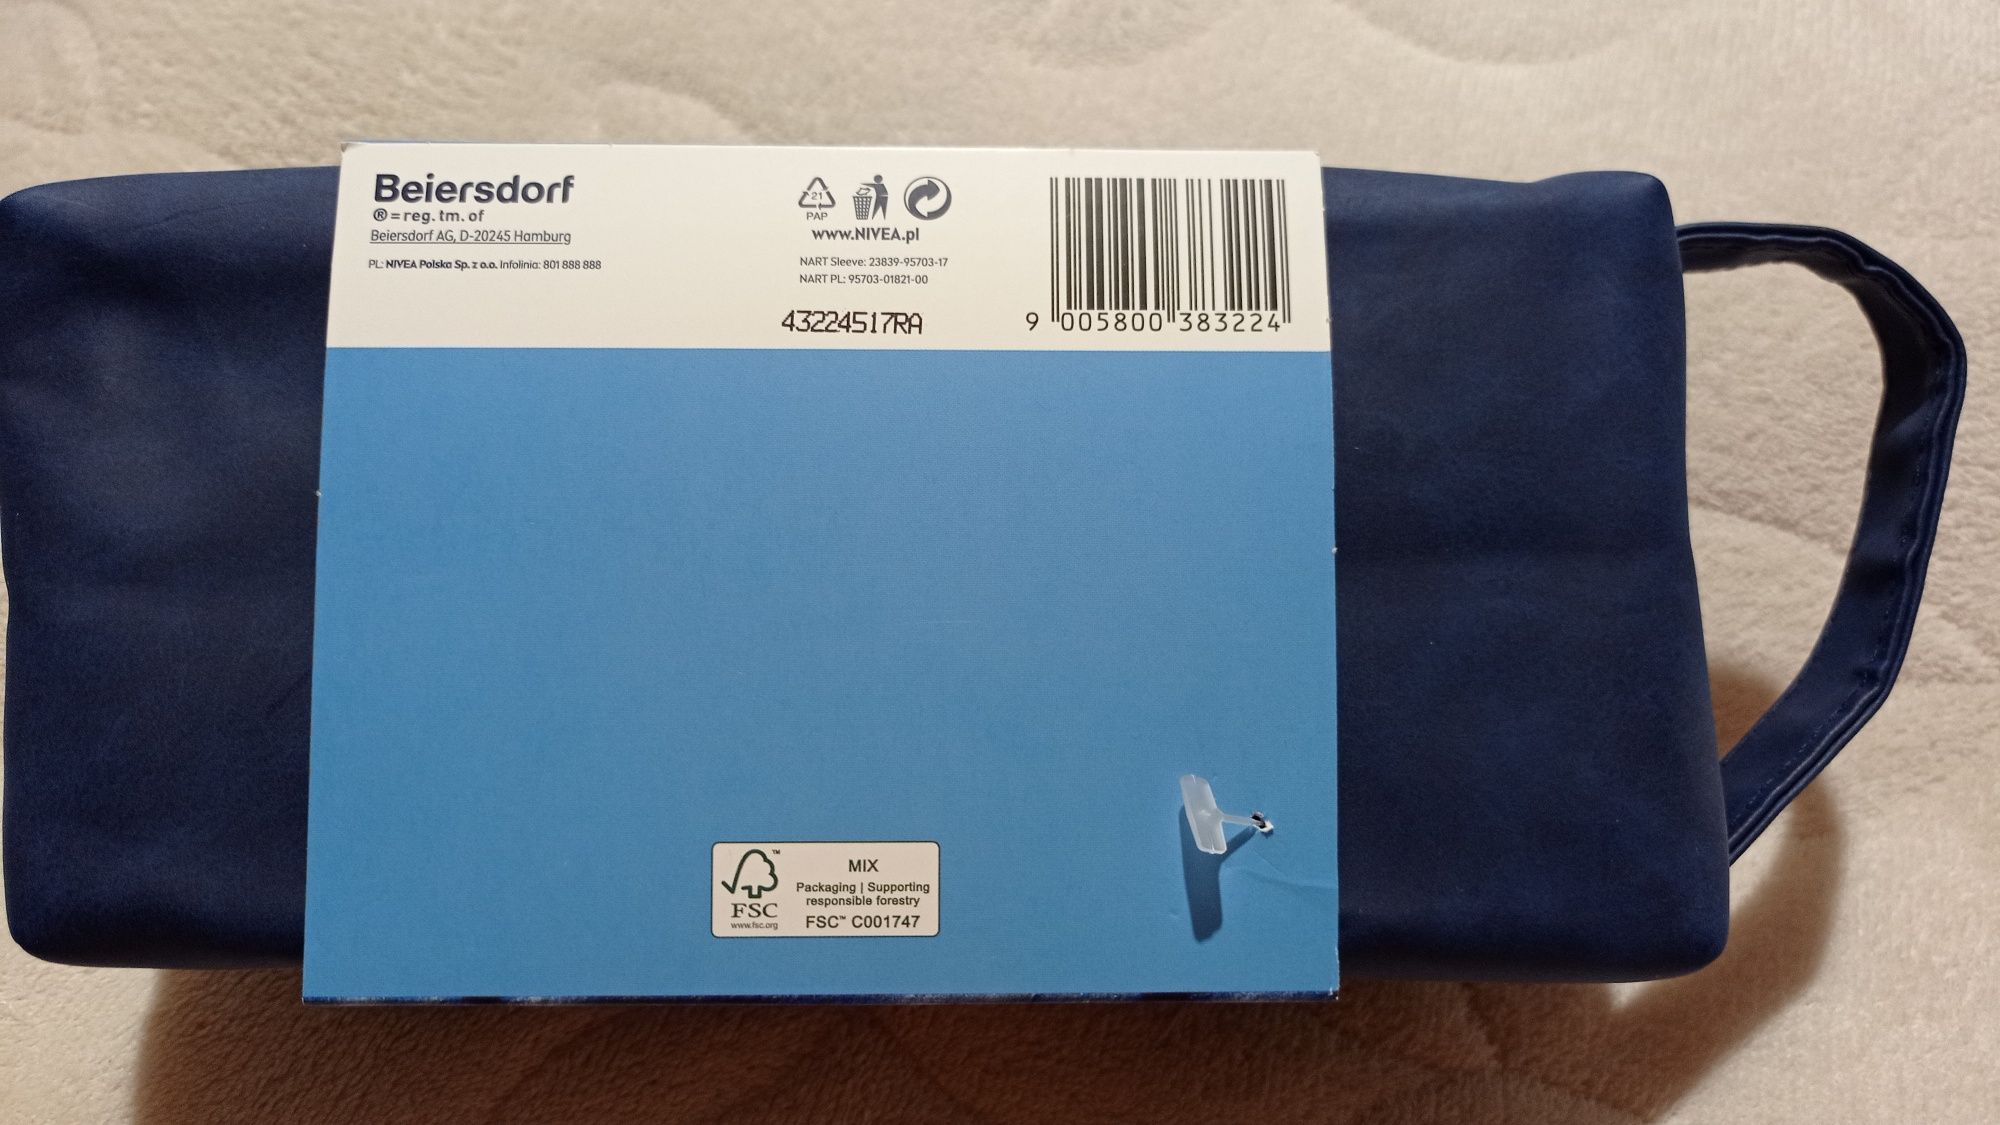 Beiersdorf
® = reg. tm. of
Beiersdorf AG, D-20245 Hamburg
PL: NIVEA Polska Sp. z o.o. Infolinia: 801 888 888
21
PAP
www.NIVEA.pl
NART Sleeve: 23839-95703-17
NART PL: 95703-01821-00
43224517RA
9 005800 383224
FSC™
www.fsc.org
MIX
Packaging | Supporting
responsible forestry
FSC™ C001747